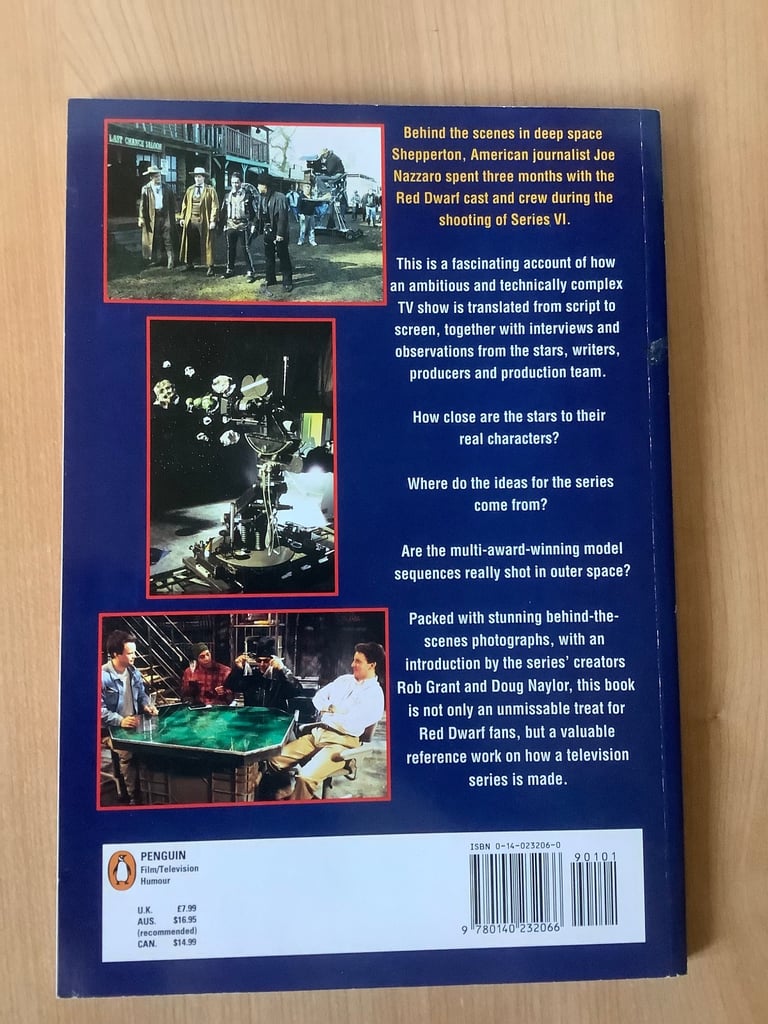 LAST CHANCE SALOON
Behind the scenes in deep space
Shepperton, American journalist Joe
Nazzaro spent three months with the
Red Dwarf cast and crew during the
shooting of Series VI.
This is a fascinating account of how
an ambitious and technically complex
TV show is translated from script to
screen, together with interviews and
observations from the stars, writers,
producers and production team.
How close are the stars to their
real characters?
Where do the ideas for the series
come from?
Are the multi-award-winning model
sequences really shot in outer space?
Packed with stunning behind-the-
scenes photographs, with an
introduction by the series' creators
Rob Grant and Doug Naylor, this book
is not only an unmissable treat for
Red Dwarf fans, but a valuable
reference work on how a television
series is made.
PENGUIN
Film/Television
Humour
U.K. £7.99
AUS. $16.95
(recommended)
CAN. $14.99
ISBN 0-14-023206-0
90101
9 780140 232066